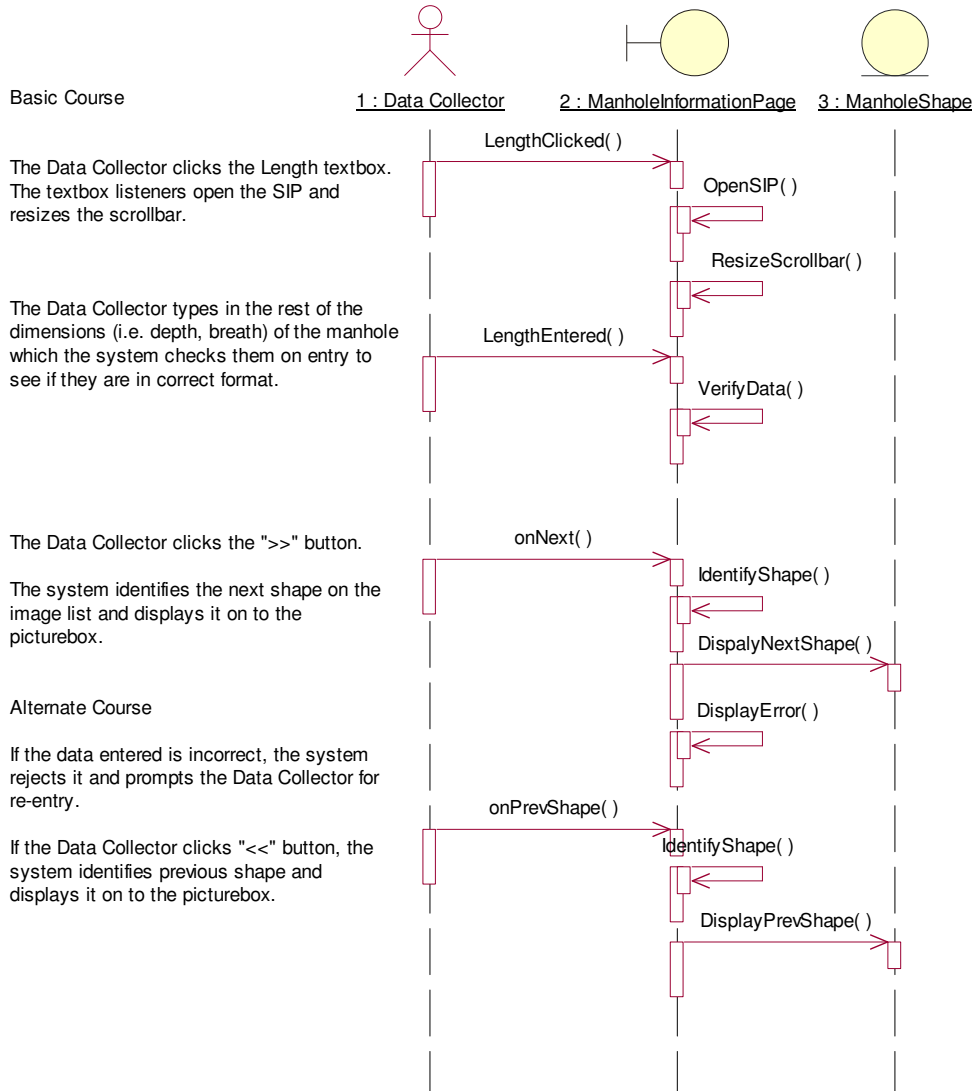 Basic Course
1 : Data Collector
2 : ManholeInformationPage
3 : ManholeShape
The Data Collector clicks the Length textbox.
The textbox listeners open the SIP and
resizes the scrollbar.
LengthClicked( )
OpenSIP( )
ResizeScrollbar( )
The Data Collector types in the rest of the
dimensions (i.e. depth, breath) of the manhole
which the system checks them on entry to
see if they are in correct format.
LengthEntered( )
VerifyData( )
The Data Collector clicks the ">>" button.
onNext( )
The system identifies the next shape on the
image list and displays it on to the
picturebox.
IdentifyShape( )
DispalyNextShape( )
Alternate Course
DisplayError( )
If the data entered is incorrect, the system
rejects it and prompts the Data Collector for
re-entry.
onPrevShape( )
If the Data Collector clicks "<<" button, the
system identifies previous shape and
displays it on to the picturebox.
IdentifyShape( )
DisplayPrevShape( )